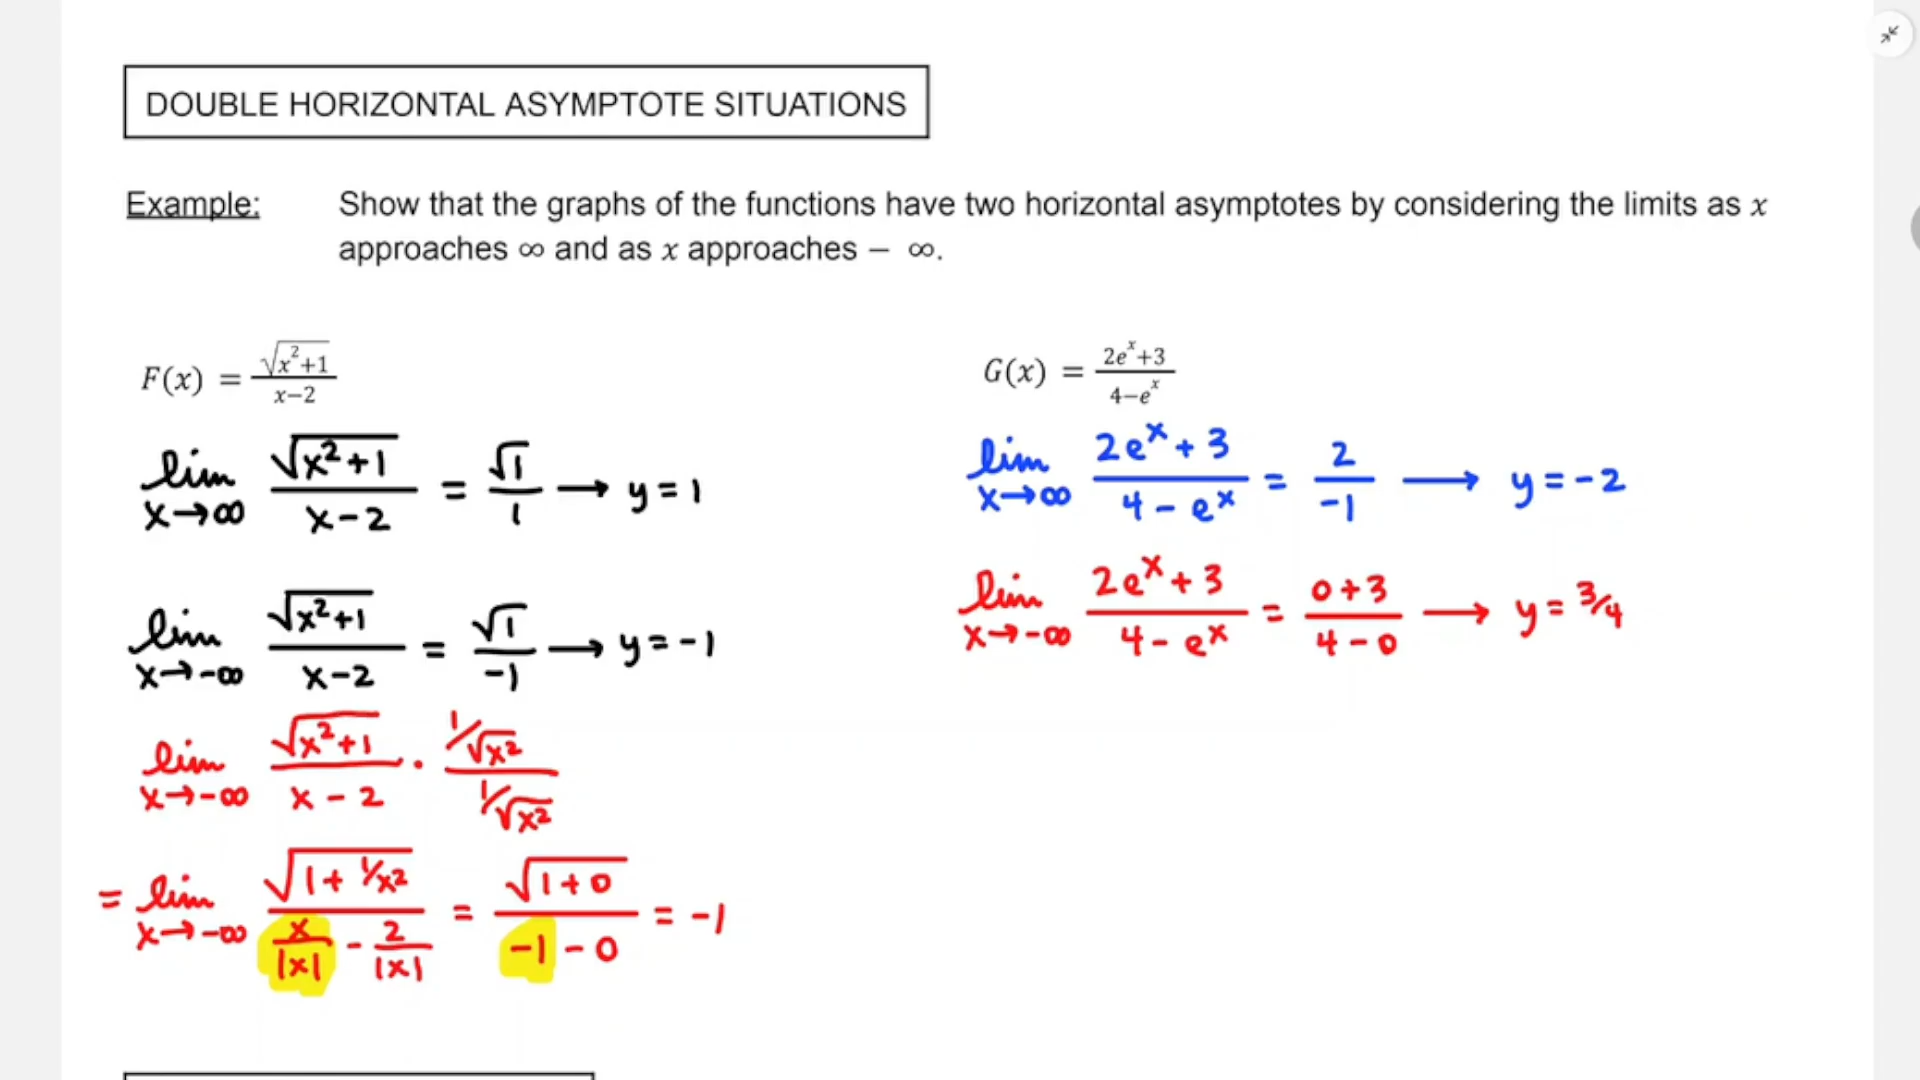 DOUBLE HORIZONTAL ASYMPTOTE SITUATIONS
Example: Show that the graphs of the functions have two horizontal asymptotes by considering the limits as x
approaches ∞ and as x approaches − ∞.
F(x) = √(x²+1) / (x−2)
lim x→∞ √(x²+1) / (x-2) = √1 / 1 → y = 1
lim x→-∞ √(x²+1) / (x-2) = √1 / -1 → y = -1
lim x→-∞ √(x²+1) / (x-2) · (1/√x²) / (1/√x²)
= lim x→-∞ √(1 + 1/x²) / (x/|x| - 2/|x|) = √(1+0) / (-1 - 0) = -1
G(x) = (2eˣ+3) / (4−eˣ)
lim x→∞ (2eˣ + 3) / (4 - eˣ) = 2 / -1 → y = -2
lim x→-∞ (2eˣ + 3) / (4 - eˣ) = (0+3) / (4-0) → y = 3/4